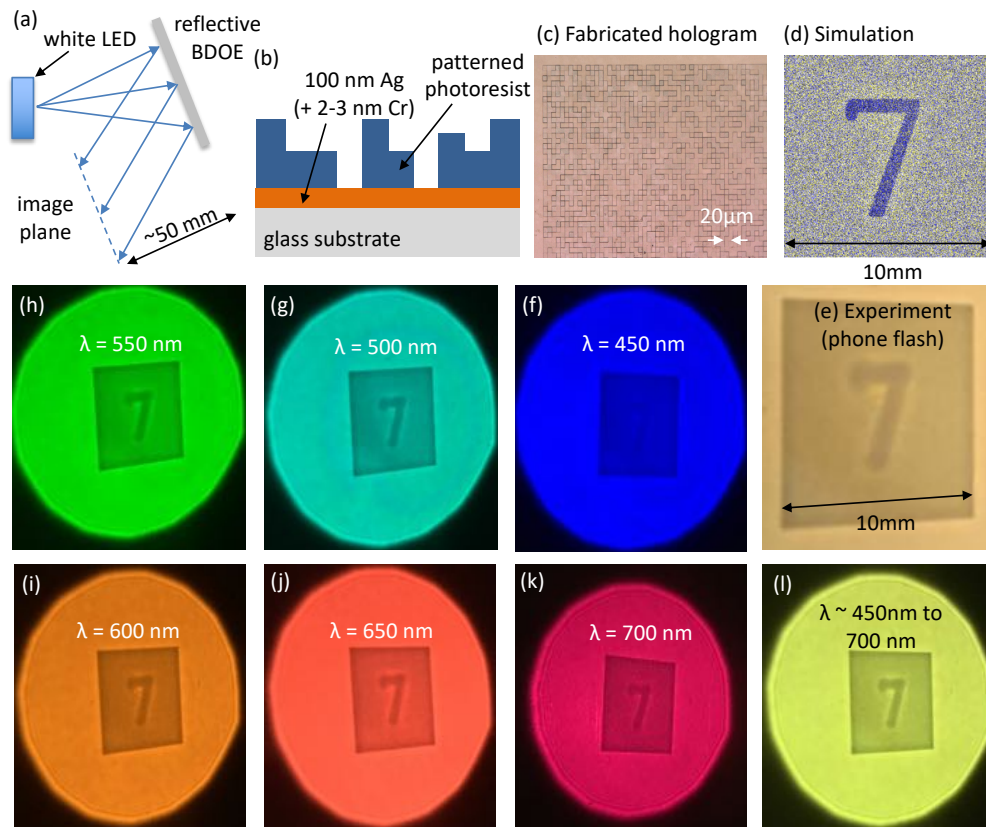 (a)
white LED
reflective
BDOE
image
plane
~50 mm
(b)
100 nm Ag
(+ 2-3 nm Cr)
patterned
photoresist
glass substrate
(c) Fabricated hologram
20μm
(d) Simulation
7
10mm
(h)
λ = 550 nm
7
(g)
λ = 500 nm
7
(f)
λ = 450 nm
7
(e) Experiment
(phone flash)
7
10mm
(i)
λ = 600 nm
7
(j)
λ = 650 nm
7
(k)
λ = 700 nm
7
(l)
λ ~ 450nm to
700 nm
7